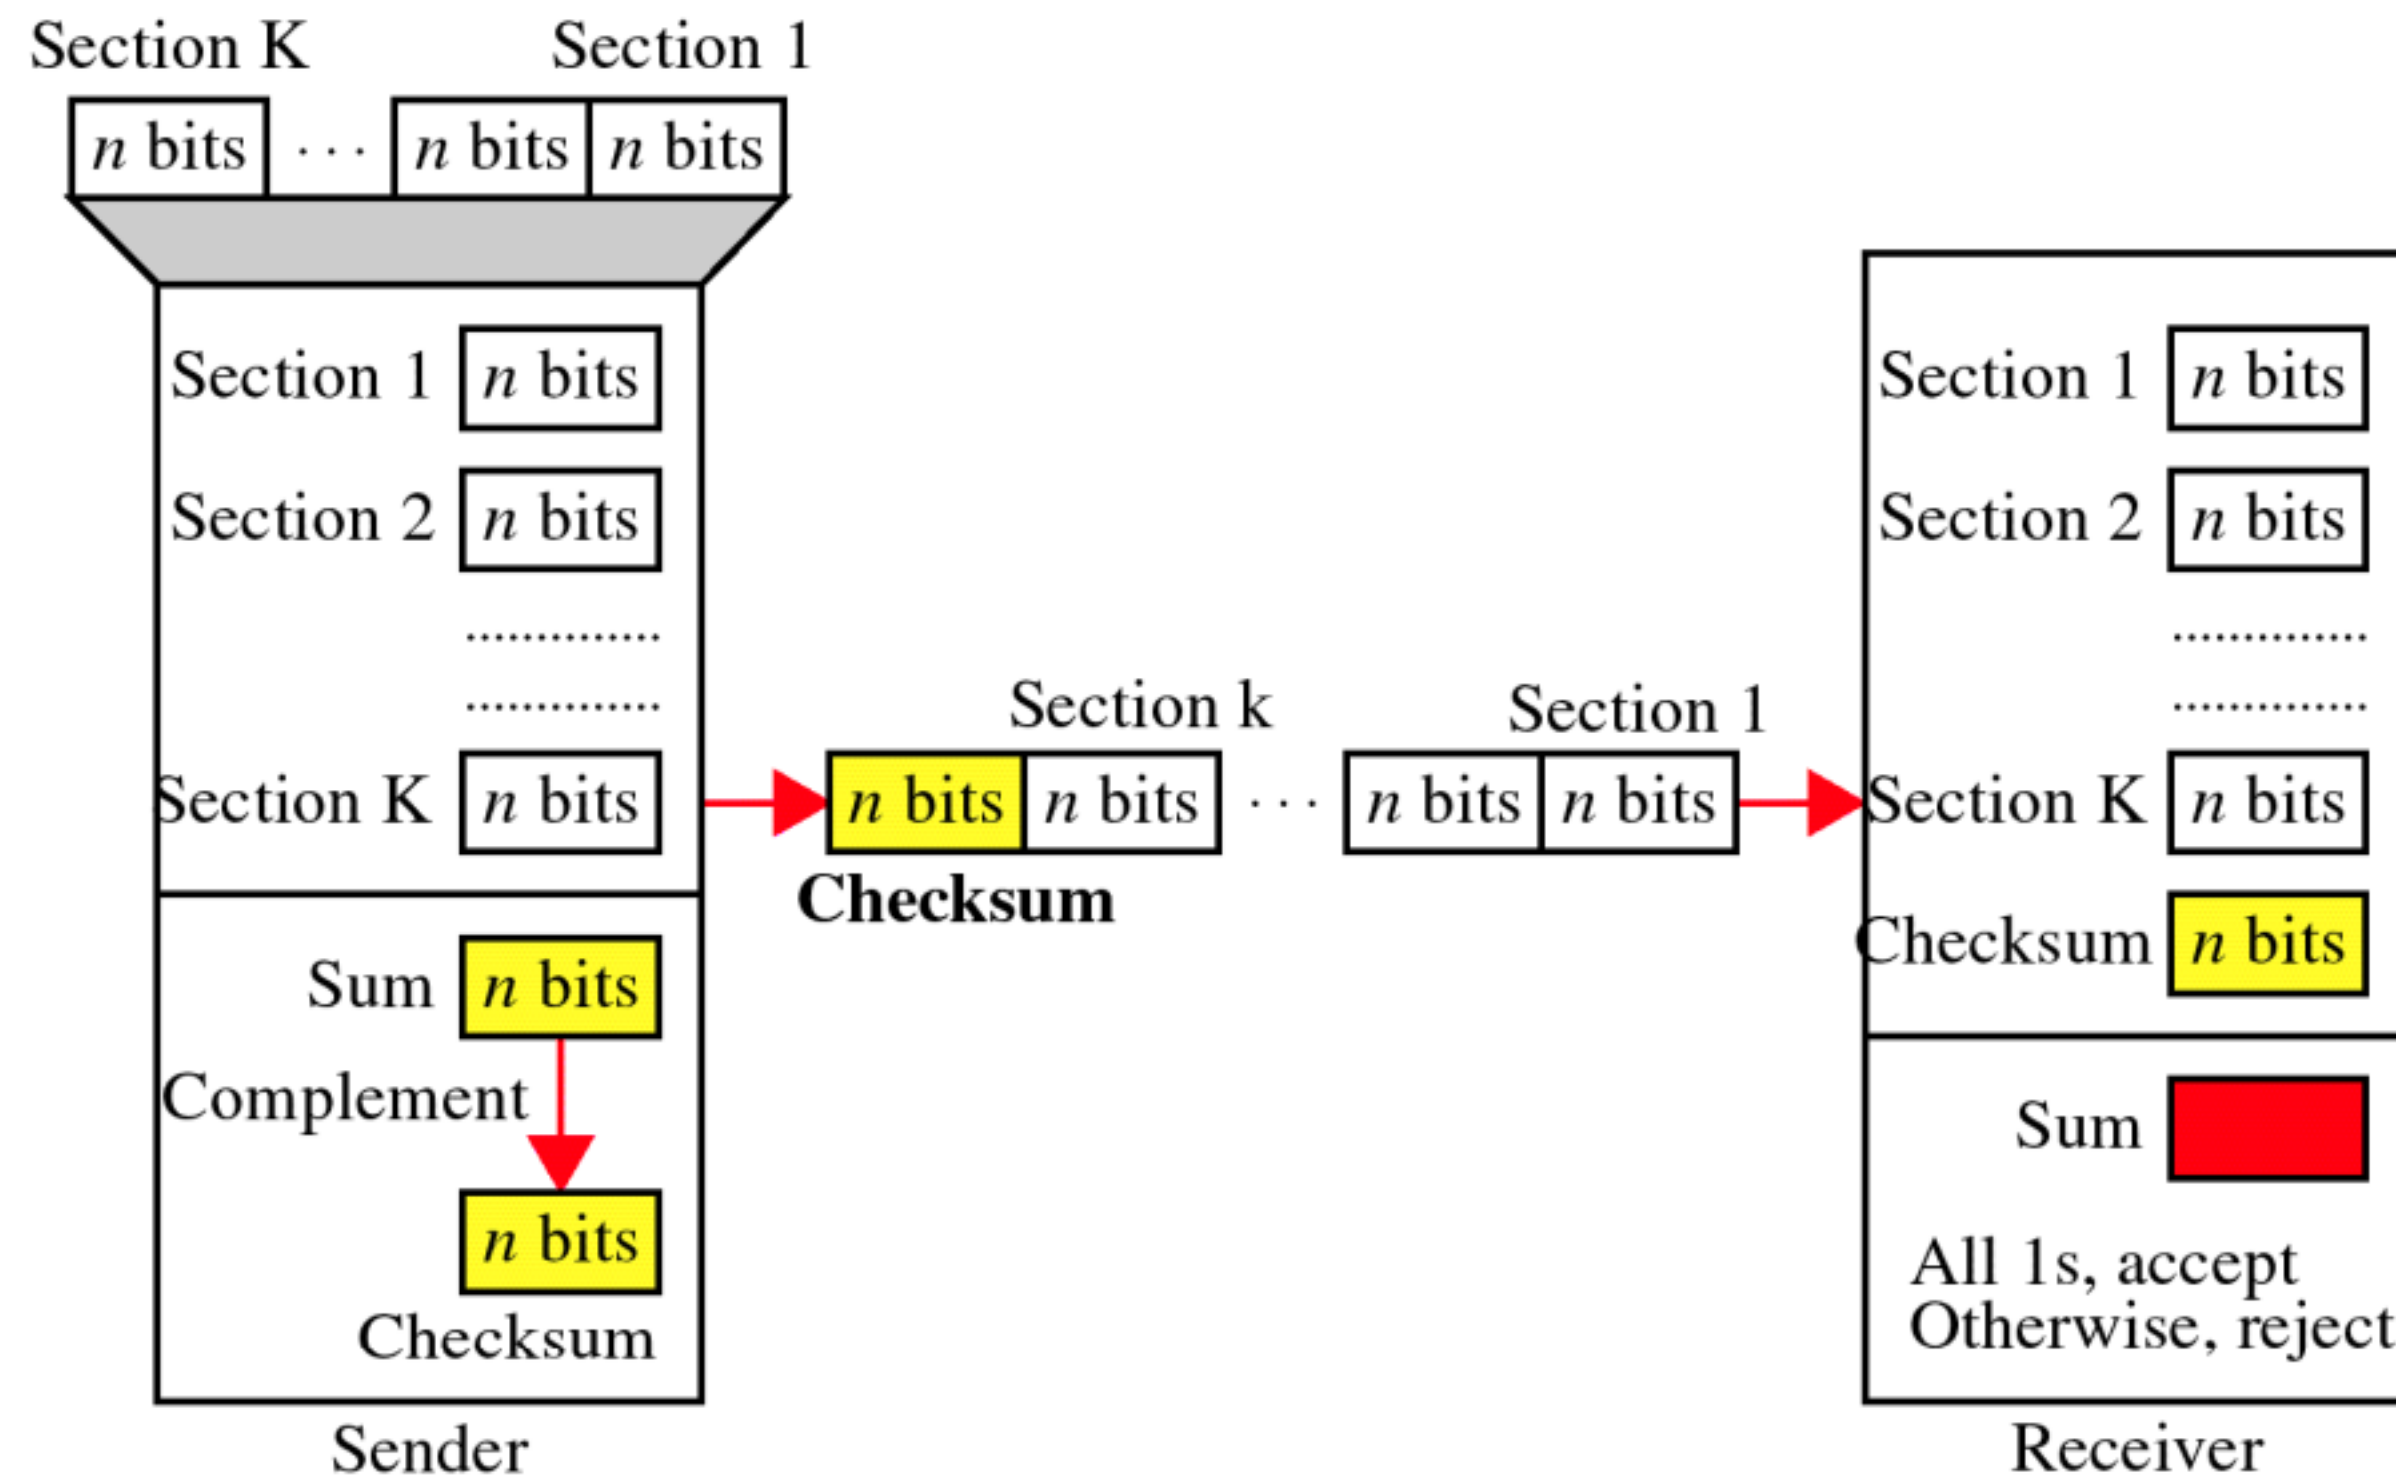 Section K Section 1
n bits ... n bits n bits
Section 1 n bits
Section 2 n bits
..............
..............
Section K n bits
Sum n bits
Complement
n bits
Checksum
Sender
Section k Section 1
n bits n bits ... n bits n bits
Checksum
Section 1 n bits
Section 2 n bits
..............
..............
Section K n bits
Checksum n bits
Sum
All 1s, accept
Otherwise, reject
Receiver